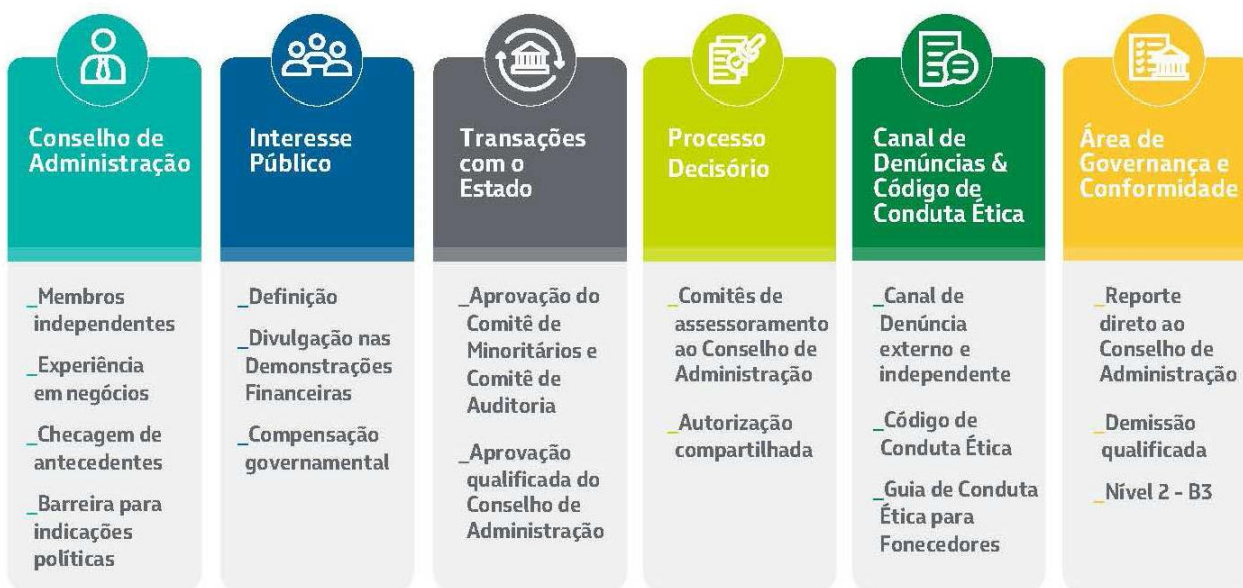 Conselho de
Administração
_Membros
independentes
_Experiência
em negócios
_Checagem de
antecedentes
_Barreira para
indicações
políticas
Interesse
Público
_Definição
_Divulgação nas
Demonstrações
Financeiras
_Compensação
governamental
Transações
com o
Estado
_Aprovação do
Comitê de
Minoritários e
Comitê de
Auditoria
_Aprovação
qualificada do
Conselho de
Administração
Processo
Decisório
_Comitês de
assessoramento
ao Conselho de
Administração
_Autorização
compartilhada
Canal de
Denúncias &
Código de
Conduta Ética
_Canal de
Denúncia
externo e
independente
_Código de
Conduta Ética
_Guia de Conduta
Ética para
Fonecedores
Área de
Governança e
Conformidade
_Reporte
direto ao
Conselho de
Administração
_Demissão
qualificada
_Nível 2 - B3